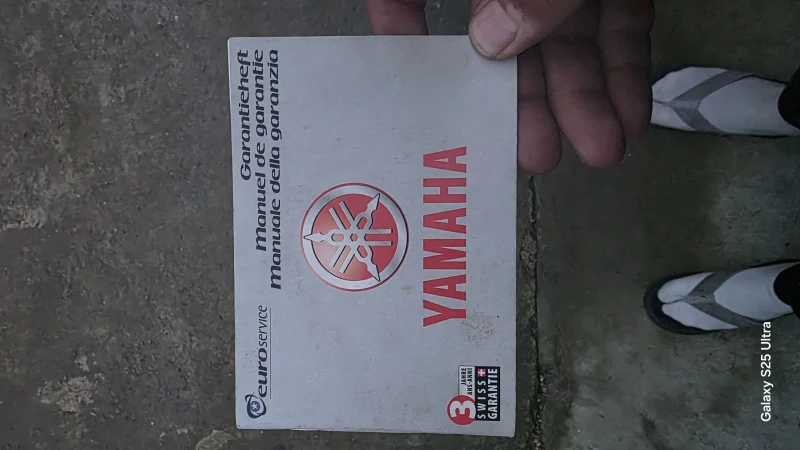 Garantieheft
Manuel de garantie
Manuale della garanzia
euroservice
YAMAHA
3
JAHRE
ANS-ANNI
SWISS
GARANTIE
Galaxy S25 Ultra